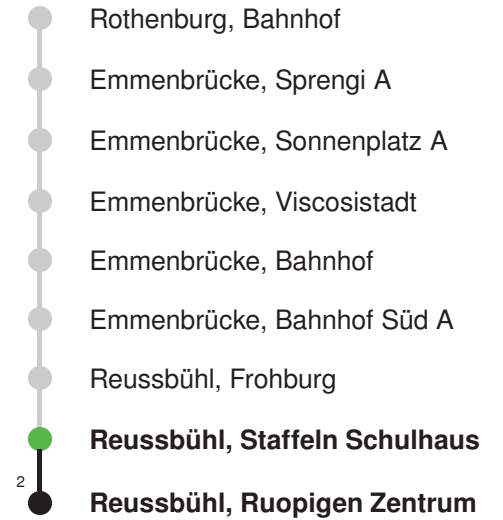 Rothenburg, Bahnhof
Emmenbrücke, Sprengi A
Emmenbrücke, Sonnenplatz A
Emmenbrücke, Viscosistadt
Emmenbrücke, Bahnhof
Emmenbrücke, Bahnhof Süd A
Reussbühl, Frohburg
Reussbühl, Staffeln Schulhaus
2
Reussbühl, Ruopigen Zentrum